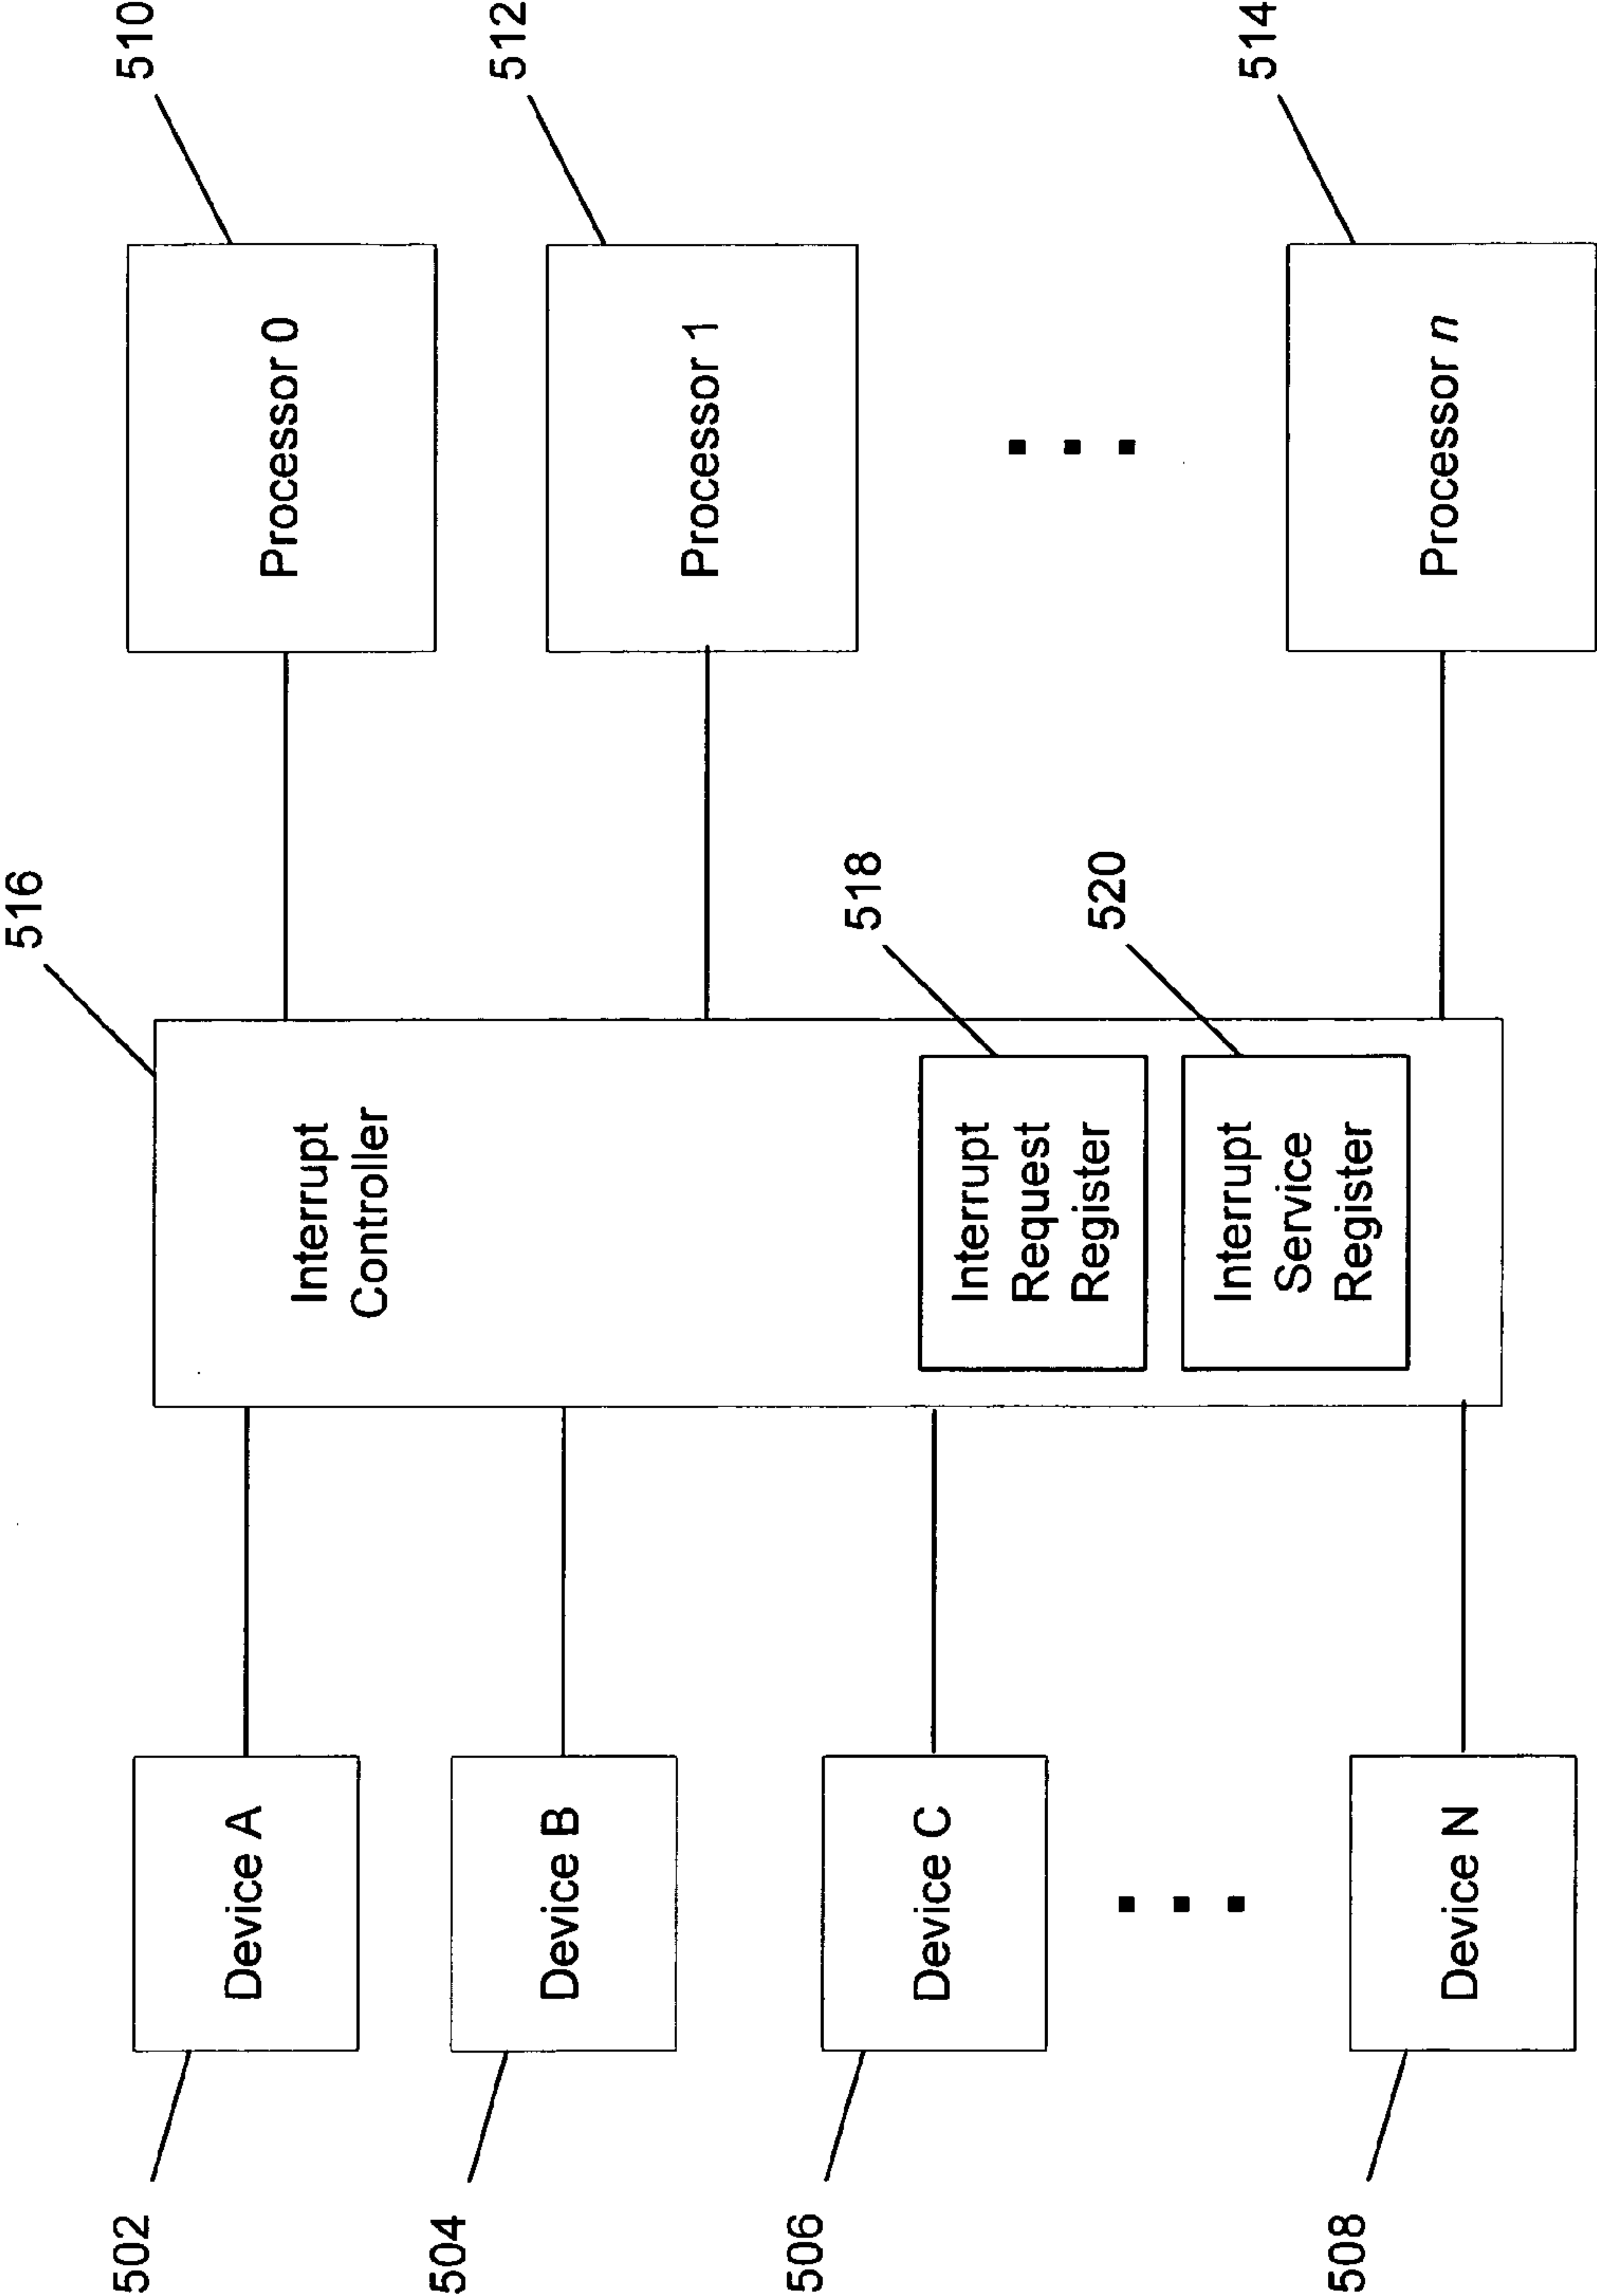 516
510
502
Device A
Interrupt
Controller
Processor 0
504
Device B
512
Processor 1
506
Device C
518
Interrupt
Request
Register
520
Interrupt
Service
Register
508
Device N
514
Processor n